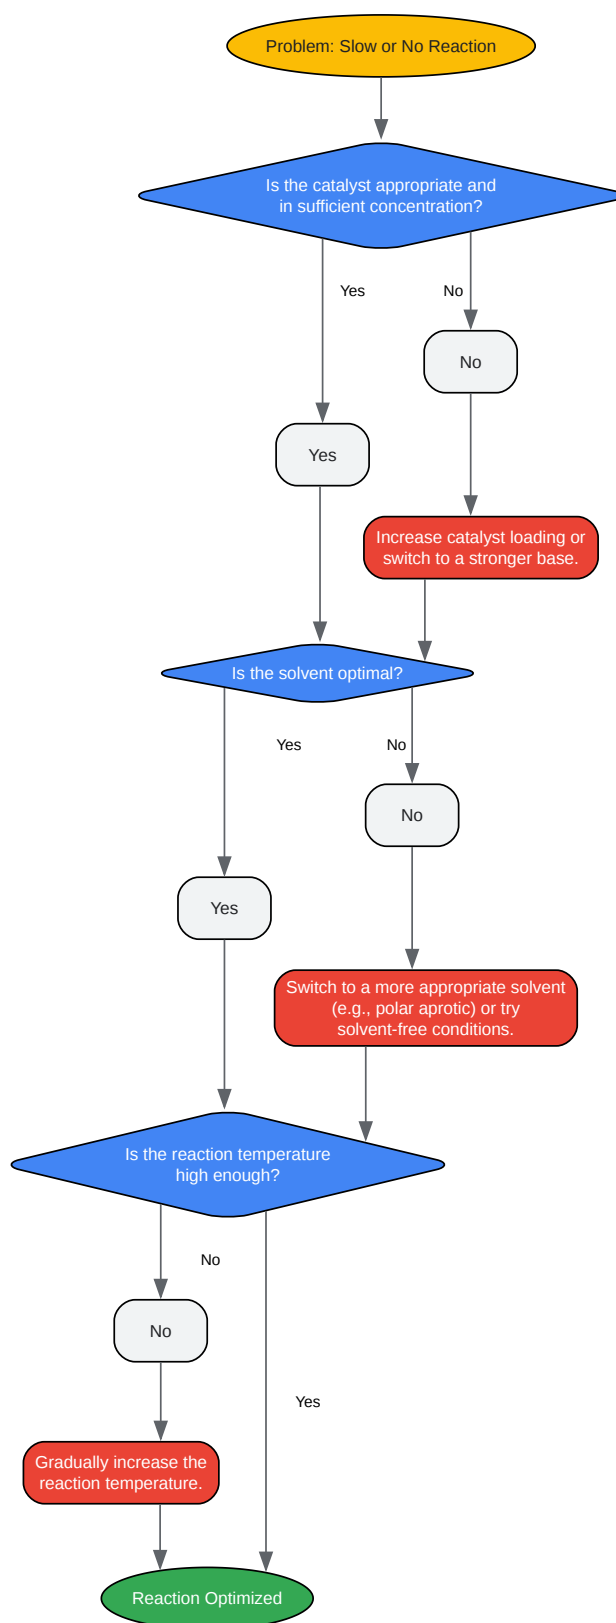 Problem: Slow or No Reaction
Is the catalyst appropriate and
in sufficient concentration?
Yes
No
No
Yes
Increase catalyst loading or
switch to a stronger base.
Is the solvent optimal?
Yes
No
No
Yes
Switch to a more appropriate solvent
(e.g., polar aprotic) or try
solvent-free conditions.
Is the reaction temperature
high enough?
No
No
Yes
Gradually increase the
reaction temperature.
Reaction Optimized